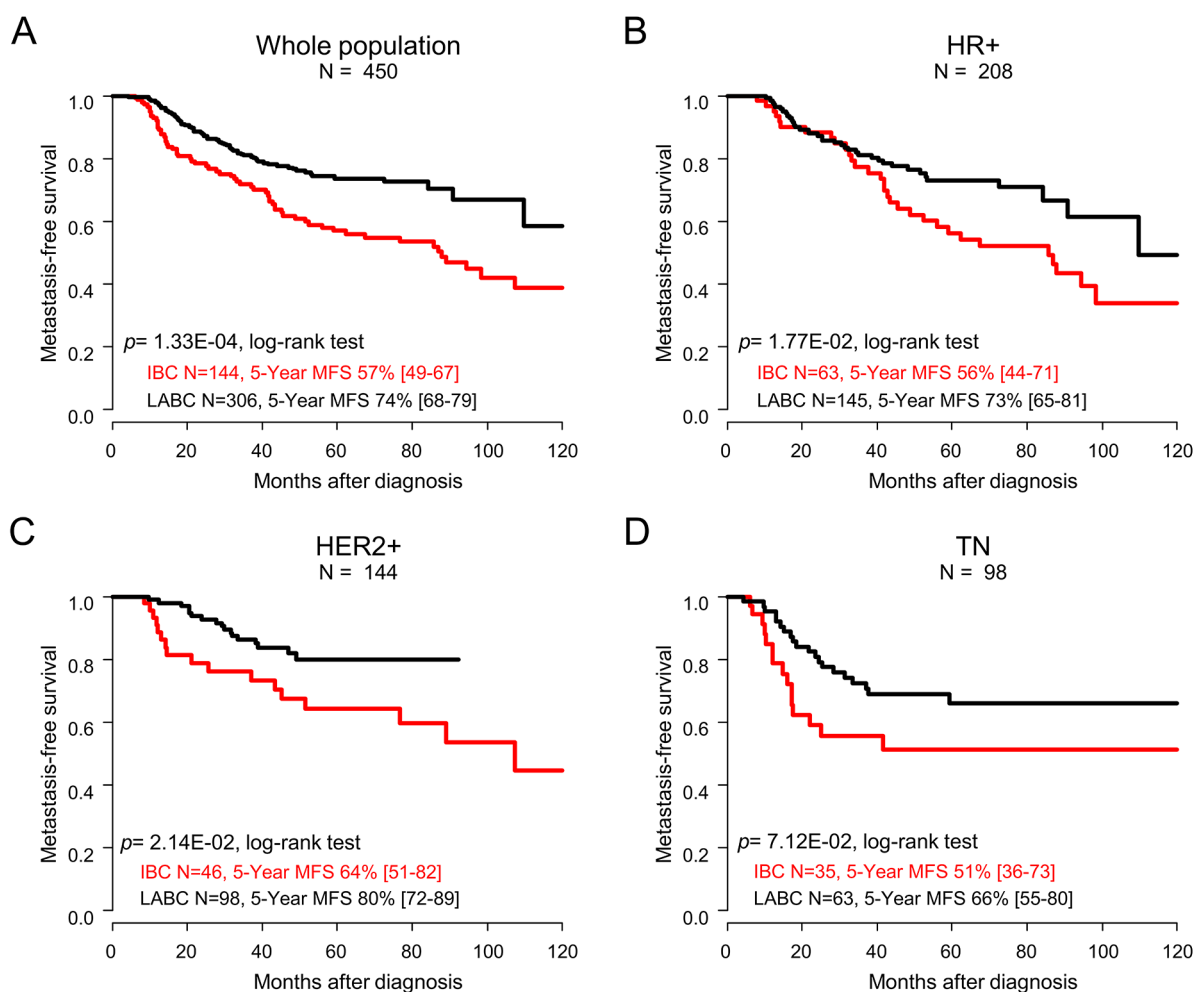 A
Whole population
N = 450
Metastasis-free survival
1.0
0.8
0.6
0.4
0.2
0.0
p= 1.33E-04, log-rank test
IBC N=144, 5-Year MFS 57% [49-67]
LABC N=306, 5-Year MFS 74% [68-79]
0 20 40 60 80 100 120
Months after diagnosis
B
HR+
N = 208
Metastasis-free survival
1.0
0.8
0.6
0.4
0.2
0.0
p= 1.77E-02, log-rank test
IBC N=63, 5-Year MFS 56% [44-71]
LABC N=145, 5-Year MFS 73% [65-81]
0 20 40 60 80 100 120
Months after diagnosis
C
HER2+
N = 144
Metastasis-free survival
1.0
0.8
0.6
0.4
0.2
0.0
p= 2.14E-02, log-rank test
IBC N=46, 5-Year MFS 64% [51-82]
LABC N=98, 5-Year MFS 80% [72-89]
0 20 40 60 80 100 120
Months after diagnosis
D
TN
N = 98
Metastasis-free survival
1.0
0.8
0.6
0.4
0.2
0.0
p= 7.12E-02, log-rank test
IBC N=35, 5-Year MFS 51% [36-73]
LABC N=63, 5-Year MFS 66% [55-80]
0 20 40 60 80 100 120
Months after diagnosis